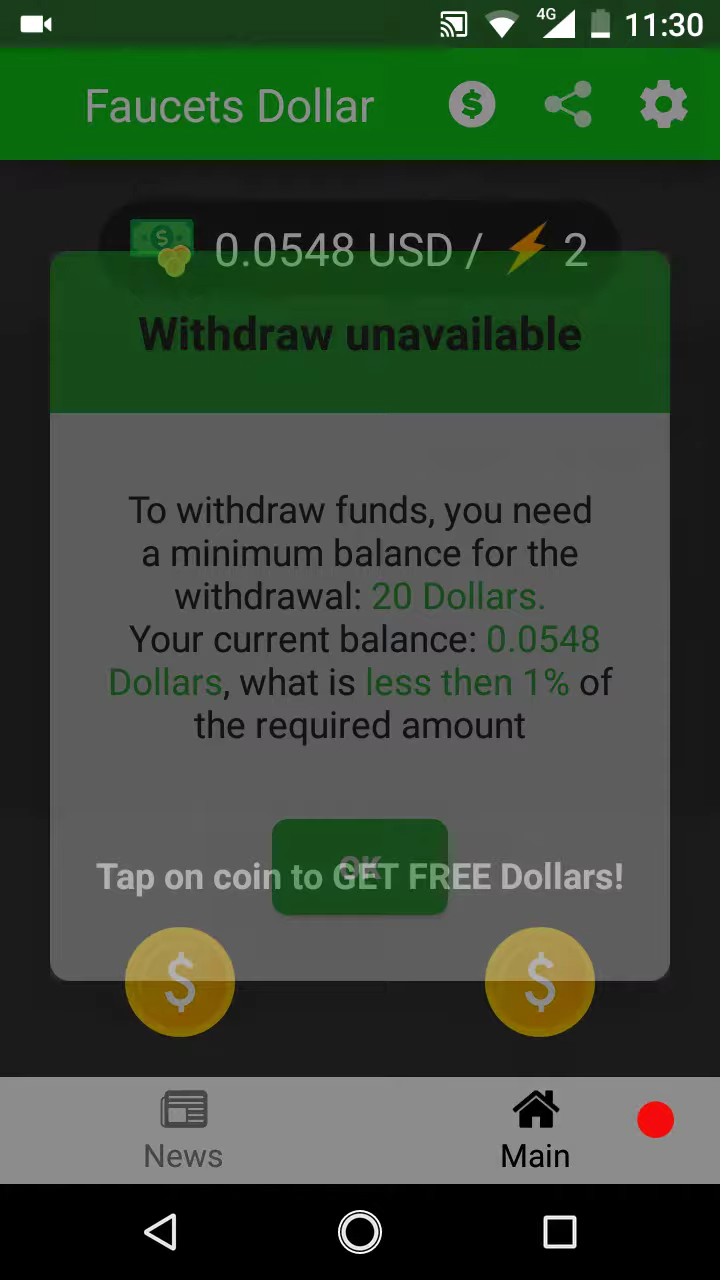 4G 11:30
Faucets Dollar
0.0548 USD / 2
Withdraw unavailable
To withdraw funds, you need
a minimum balance for the
withdrawal: 20 Dollars.
Your current balance: 0.0548
Dollars, what is less then 1% of
the required amount
OK
Tap on coin to GET FREE Dollars!
$ $
News Main